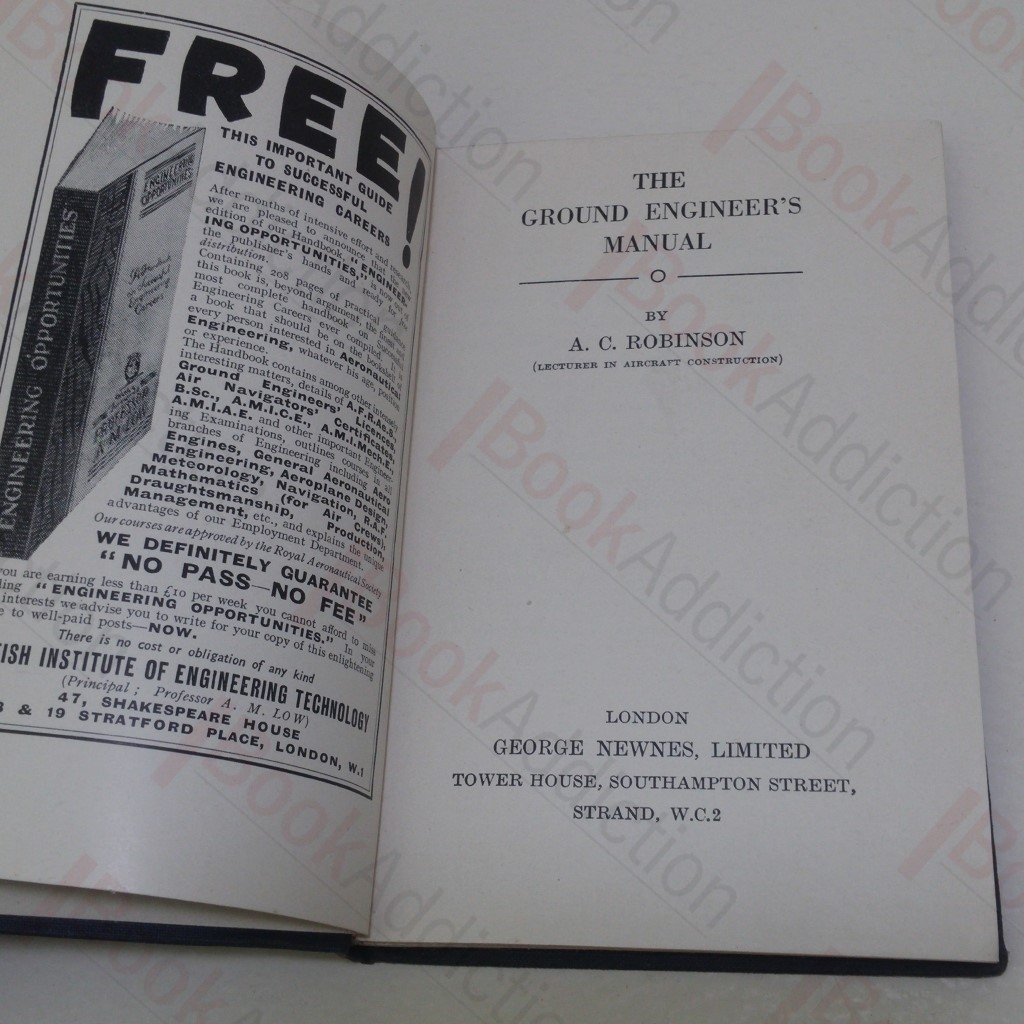 FREE!
THIS IMPORTANT GUIDE
TO SUCCESSFUL
ENGINEERING CAREERS
After months of intensive effort and
we are pleased to announce that the
edition of our Handbook, "ENGINEER-
ING OPPORTUNITIES," is now out of
the publisher's hands and ready for
distribution.
Containing 208 pages of practical guidance
this book is, beyond argument, the finest and
most complete handbook on Successful
Engineering Careers ever compiled.
a book that should be on the bookshelf of
every person interested in Aeronautical
Engineering, whatever his age, position
or experience.
The Handbook contains among other intensely
interesting matters, details of A.F.R.Ae.S.,
Ground Engineers' Licences,
Air Navigators' Certificates,
B.Sc., A.M.I.C.E., A.M.I.Mech.E.,
A.M.I.A.E. and other important Engineer-
ing Examinations, outlines courses in all
branches of Engineering including Aero
Engines, General Aeronautical
Engineering, Aeroplane Design,
Meteorology, Navigation, R.A.F.
Mathematics (for Air Crews),
Draughtsmanship, Production,
Management, etc., and explains the unique
advantages of our Employment Department.
Our courses are approved by the Royal Aeronautical Society
WE DEFINITELY GUARANTEE
"NO PASS—NO FEE"
you are earning less than £10 per week you cannot afford to miss
ding "ENGINEERING OPPORTUNITIES." In your
interests we advise you to write for your copy of this enlightening
e to well-paid posts—NOW.
There is no cost or obligation of any kind
ISH INSTITUTE OF ENGINEERING TECHNOLOGY
(Principal; Professor A. M. LOW)
47, SHAKESPEARE HOUSE
& 19 STRATFORD PLACE, LONDON, W.1
ENGINEERING OPPORTUNITIES
ENGINEERING
OPPORTUNITIES
THE
GROUND ENGINEER'S
MANUAL
BY
A. C. ROBINSON
(LECTURER IN AIRCRAFT CONSTRUCTION)
LONDON
GEORGE NEWNES, LIMITED
TOWER HOUSE, SOUTHAMPTON STREET,
STRAND, W.C.2
BookAddiction